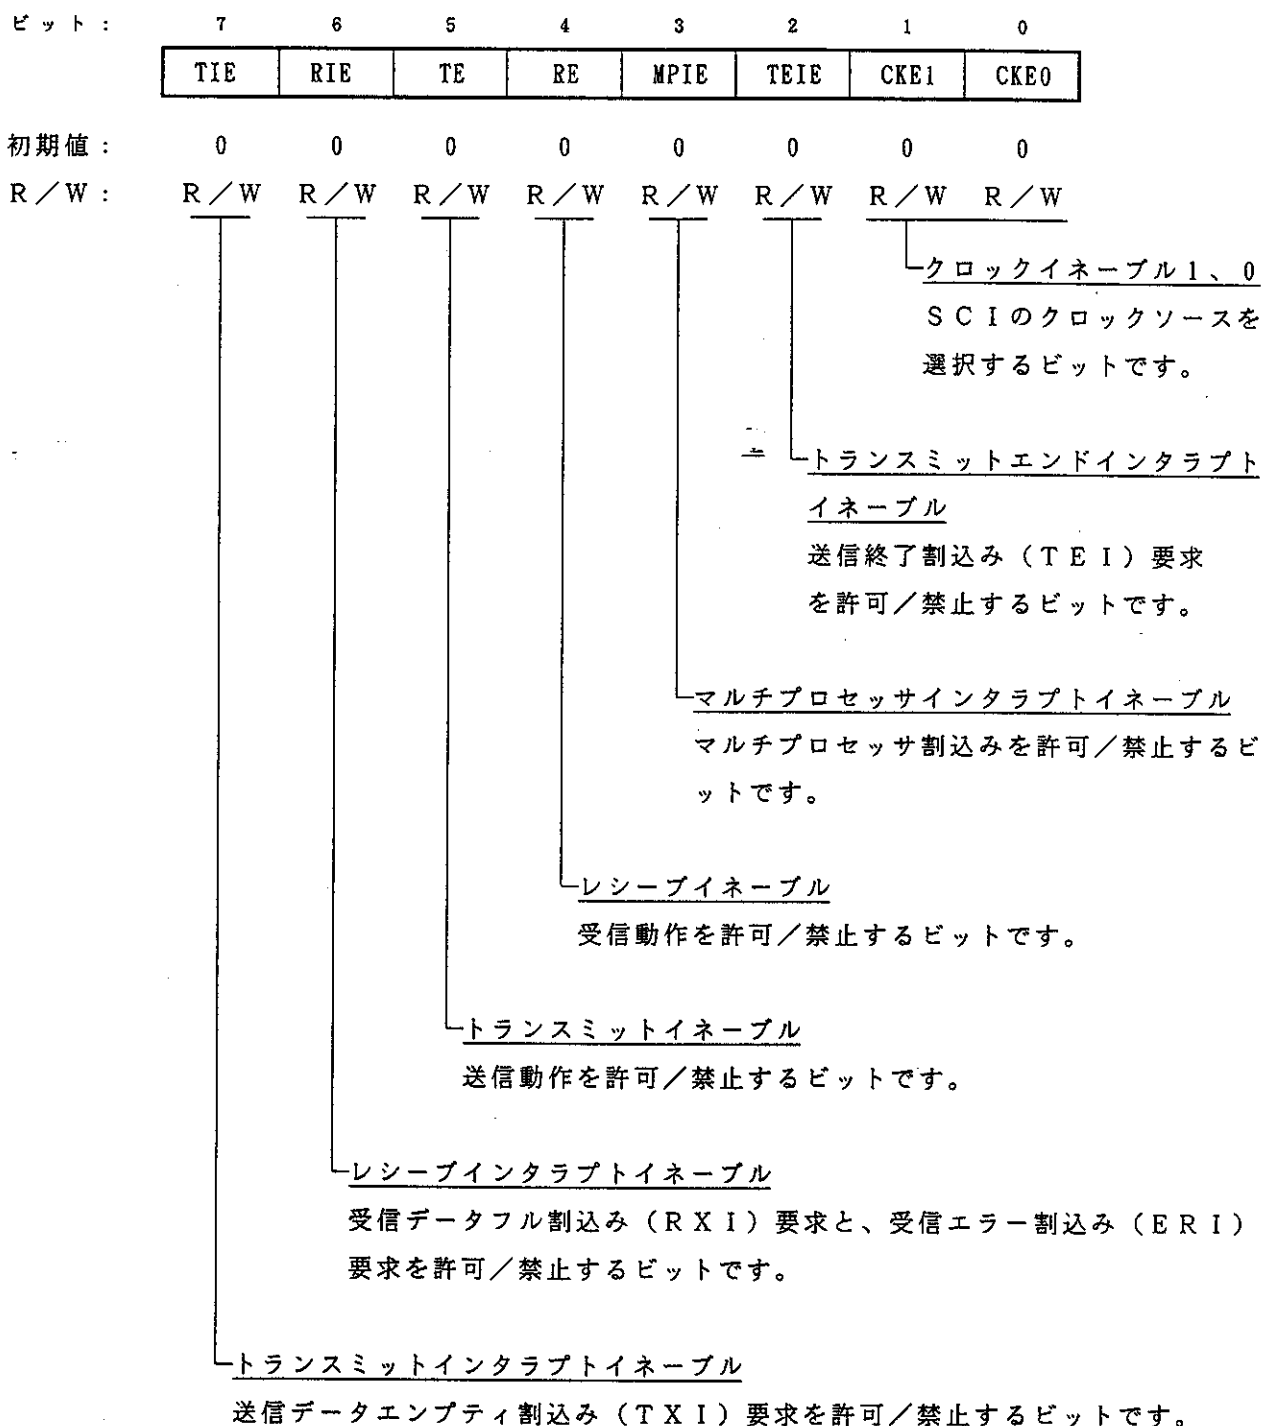 ビット： 7 6 5 4 3 2 1 0
TIE RIE TE RE MPIE TEIE CKE1 CKE0
初期値： 0 0 0 0 0 0 0 0
R／W： R／W R／W R／W R／W R／W R／W R／W R／W
クロックイネーブル1、0
SCIのクロックソースを
選択するビットです。
トランスミットエンドインタラプト
イネーブル
送信終了割込み（TEI）要求
を許可／禁止するビットです。
マルチプロセッサインタラプトイネーブル
マルチプロセッサ割込みを許可／禁止するビ
ットです。
レシーブイネーブル
受信動作を許可／禁止するビットです。
トランスミットイネーブル
送信動作を許可／禁止するビットです。
レシーブインタラプトイネーブル
受信データフル割込み（RXI）要求と、受信エラー割込み（ERI）
要求を許可／禁止するビットです。
トランスミットインタラプトイネーブル
送信データエンプティ割込み（TXI）要求を許可／禁止するビットです。